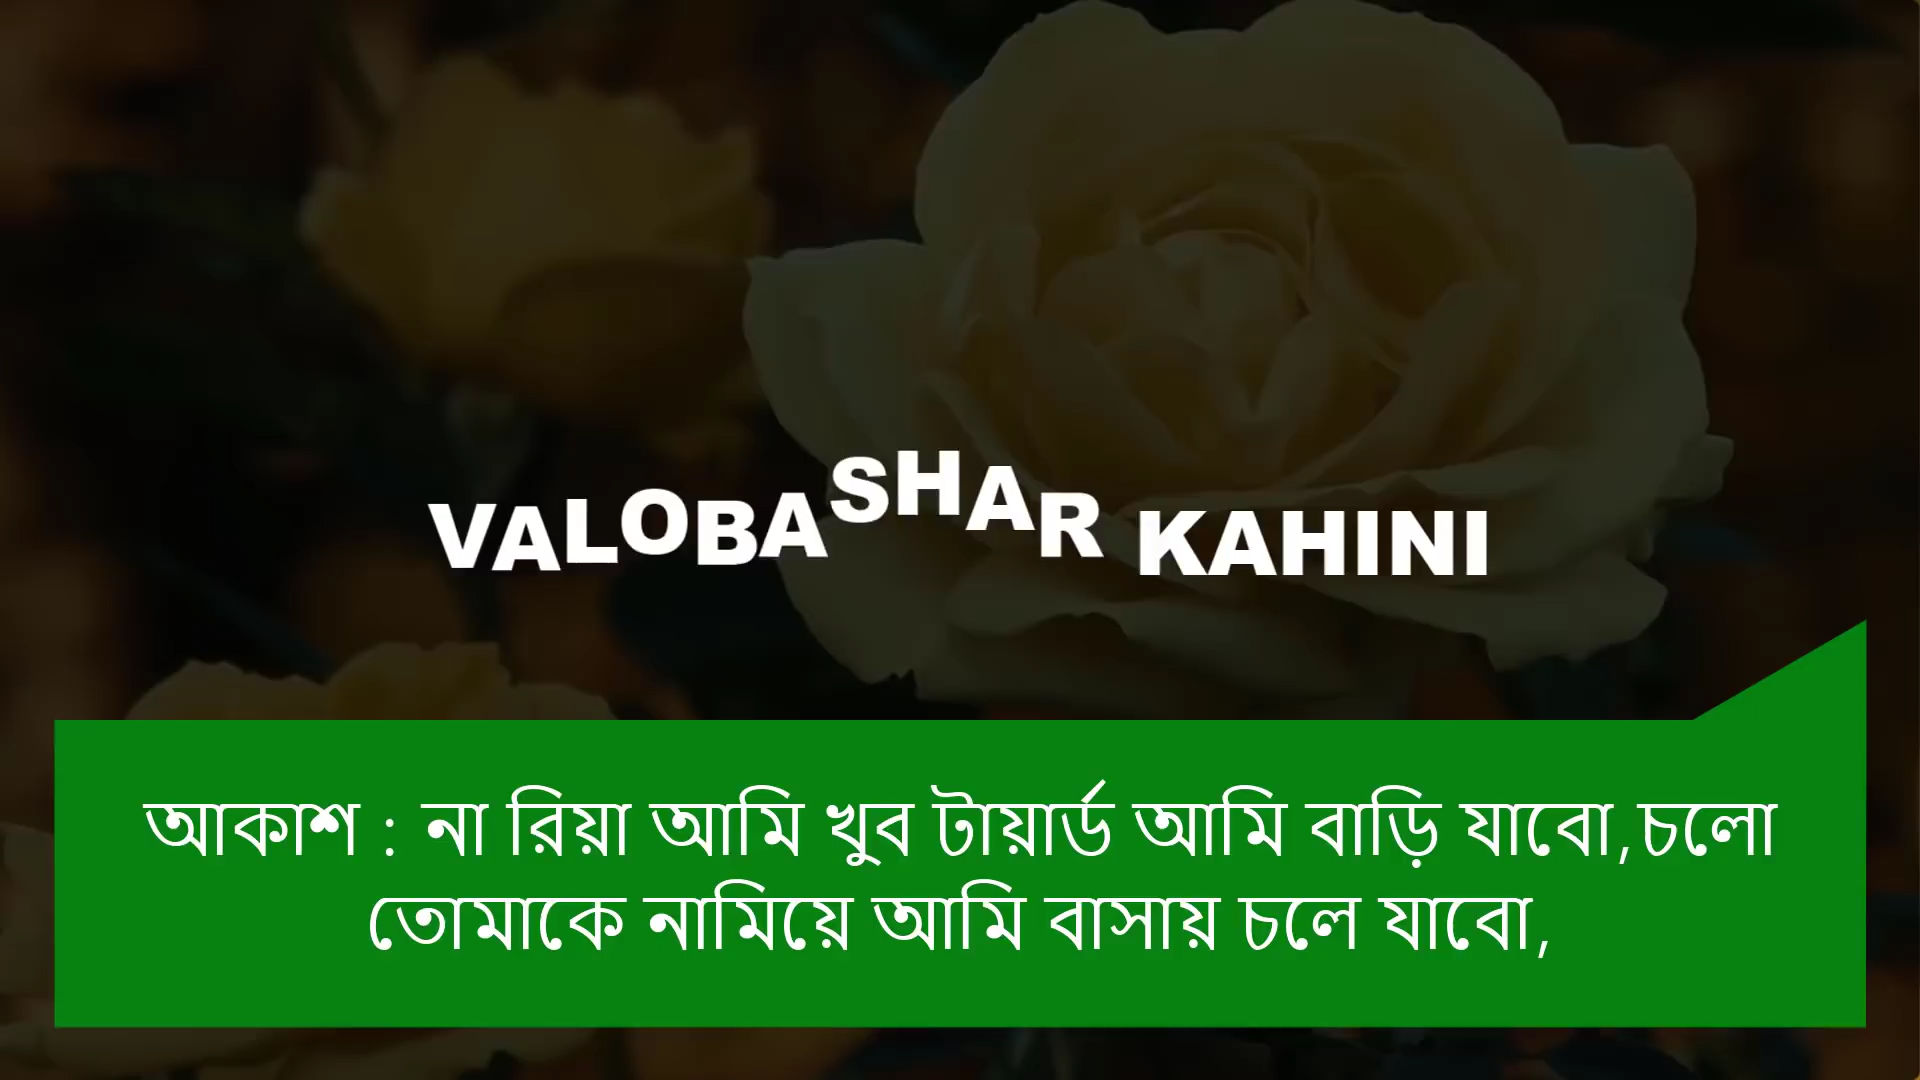 VALOBASHAR KAHINI
আকাশ : না রিয়া আমি খুব টায়ার্ড আমি বাড়ি যাবো,চলো
তোমাকে নামিয়ে আমি বাসায় চলে যাবো,